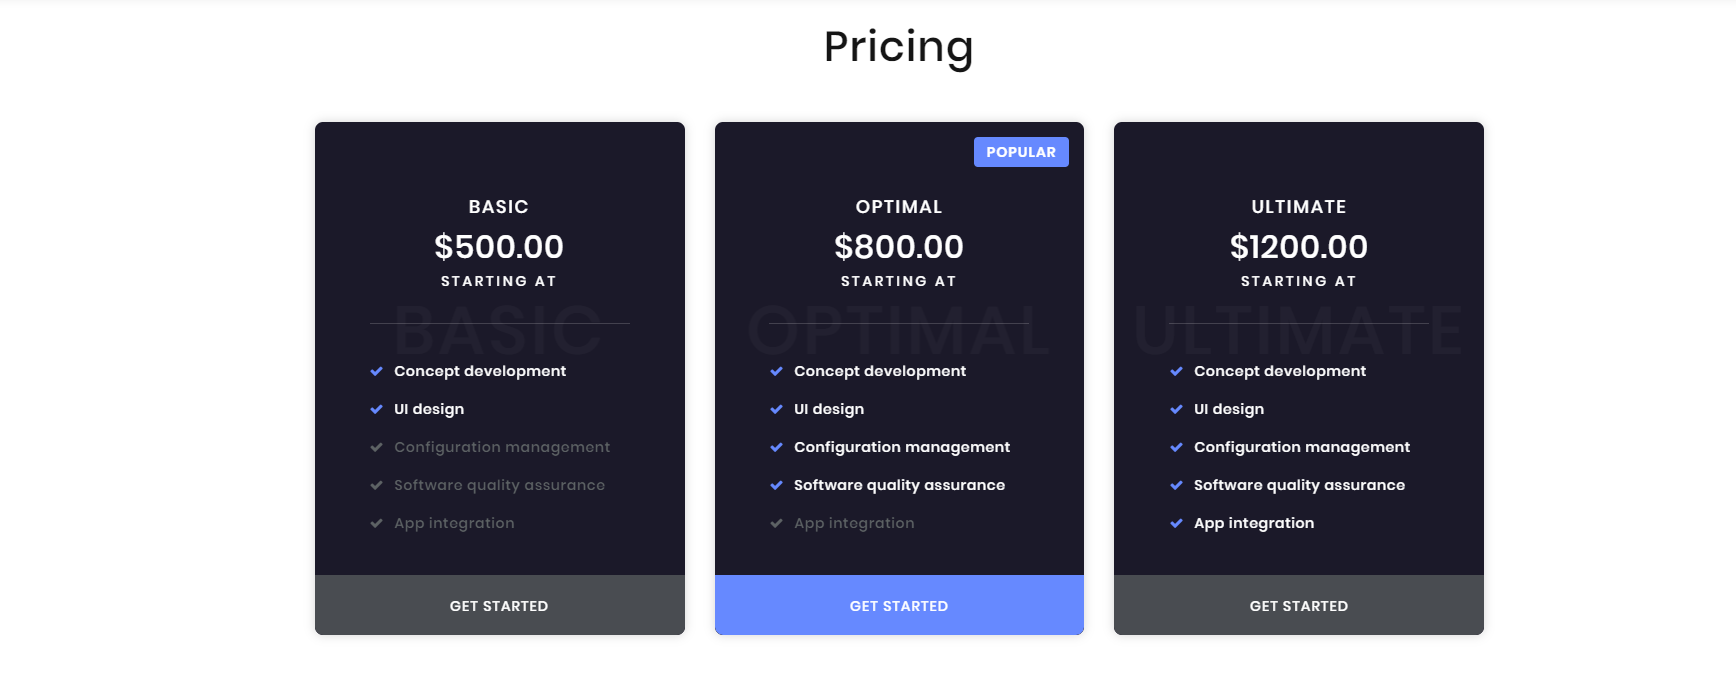 Pricing
BASIC
$500.00
STARTING AT
BASIC
Concept development
UI design
Configuration management
Software quality assurance
App integration
GET STARTED
POPULAR
OPTIMAL
$800.00
STARTING AT
OPTIMAL
Concept development
UI design
Configuration management
Software quality assurance
App integration
GET STARTED
ULTIMATE
$1200.00
STARTING AT
ULTIMATE
Concept development
UI design
Configuration management
Software quality assurance
App integration
GET STARTED